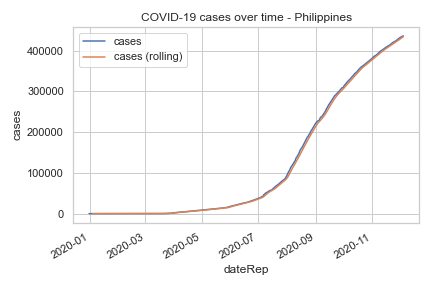 COVID-19 cases over time - Philippines
cases
cases (rolling)
400000
300000
200000
100000
0
cases
2020-01
2020-03
2020-05
2020-07
2020-09
2020-11
dateRep